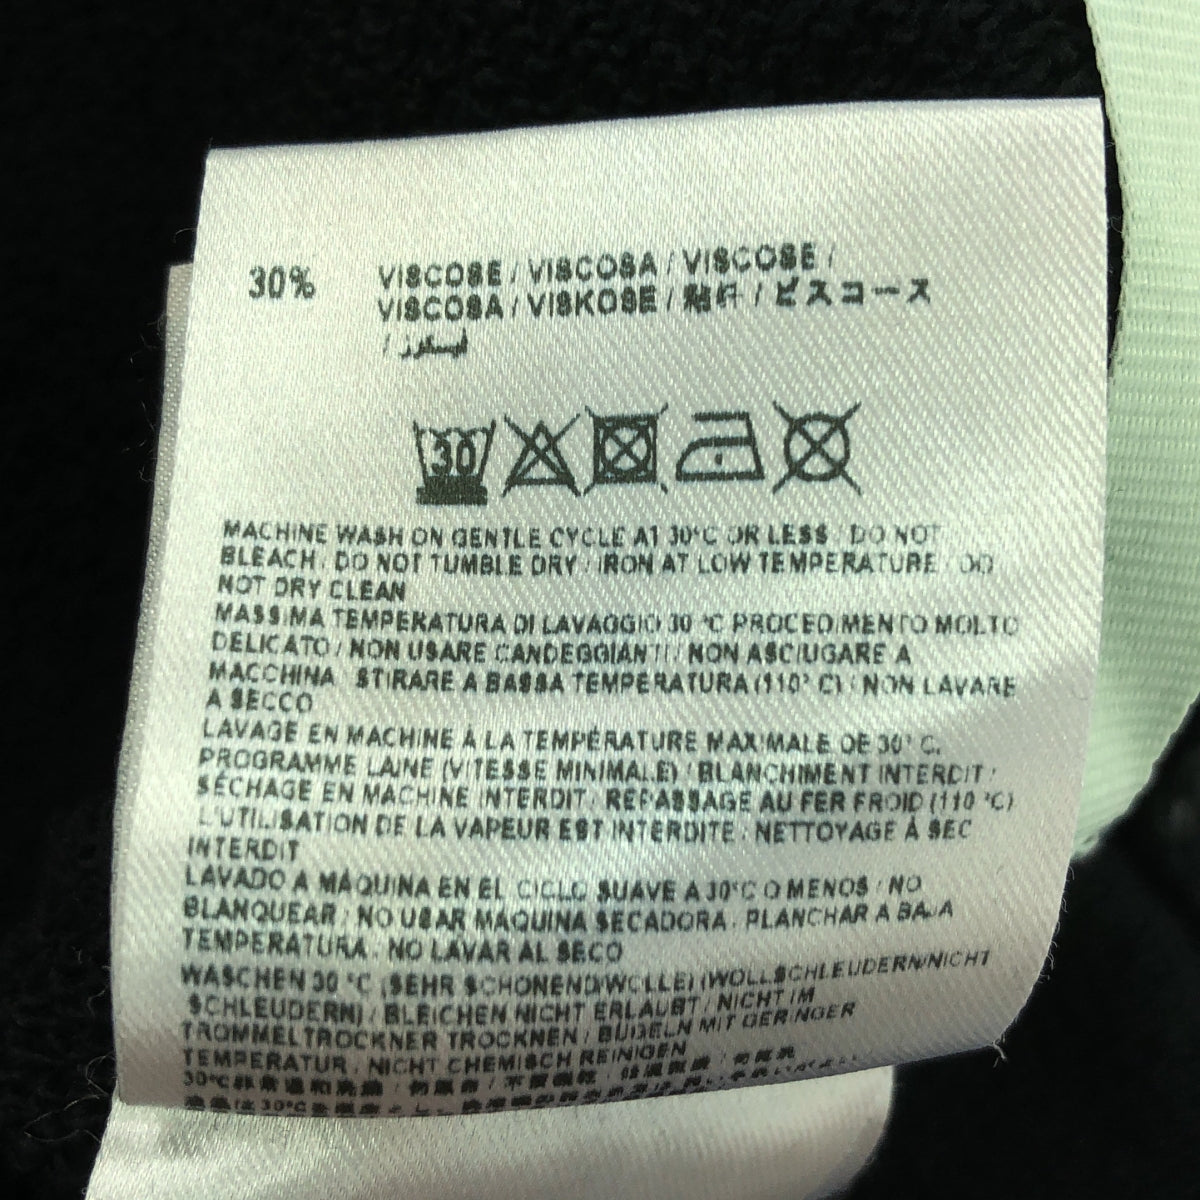 30% VISCOSE / VISCOSA / VISCOSE /
VISCOSA / VISKOSE / 粘纤 / ビスコース
/ فيسكوز
30
MACHINE WASH ON GENTLE CYCLE AT 30°C OR LESS / DO NOT
BLEACH / DO NOT TUMBLE DRY / IRON AT LOW TEMPERATURE / DO
NOT DRY CLEAN
MASSIMA TEMPERATURA DI LAVAGGIO 30 °C PROCEDIMENTO MOLTO
DELICATO / NON USARE CANDEGGIANTI / NON ASCIUGARE A
MACCHINA STIRARE A BASSA TEMPERATURA (110° C) / NON LAVARE
A SECCO
LAVAGE EN MACHINE À LA TEMPÉRATURE MAXIMALE DE 30° C.
PROGRAMME LAINE (VITESSE MINIMALE) / BLANCHIMENT INTERDIT /
SÉCHAGE EN MACHINE INTERDIT / REPASSAGE AU FER FROID (110 °C)
L'UTILISATION DE LA VAPEUR EST INTERDITE / NETTOYAGE À SEC
INTERDIT
LAVADO A MÁQUINA EN EL CICLO SUAVE A 30°C O MENOS / NO
BLANQUEAR / NO USAR MAQUINA SECADORA / PLANCHAR A BAJA
TEMPERATURA / NO LAVAR AL SECO
WASCHEN 30 °C (SEHR SCHONEND/WOLLE) (WOLLSCHLEUDERN/NICHT
SCHLEUDERN) / BLEICHEN NICHT ERLAUBT / NICHT IM
TROMMELTROCKNER TROCKNEN / BÜGELN MIT GERINGER
TEMPERATUR / NICHT CHEMISCH REINIGEN
30°C
30°C